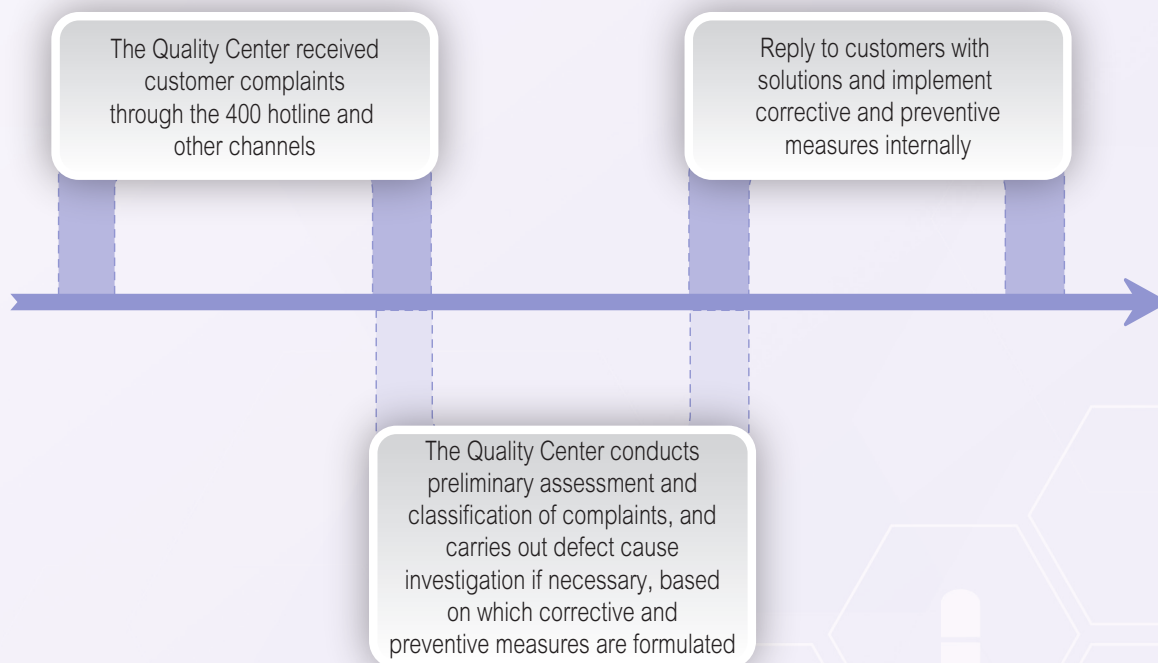 The Quality Center received
customer complaints
through the 400 hotline and
other channels
Reply to customers with
solutions and implement
corrective and preventive
measures internally
The Quality Center conducts
preliminary assessment and
classification of complaints, and
carries out defect cause
investigation if necessary, based
on which corrective and
preventive measures are formulated